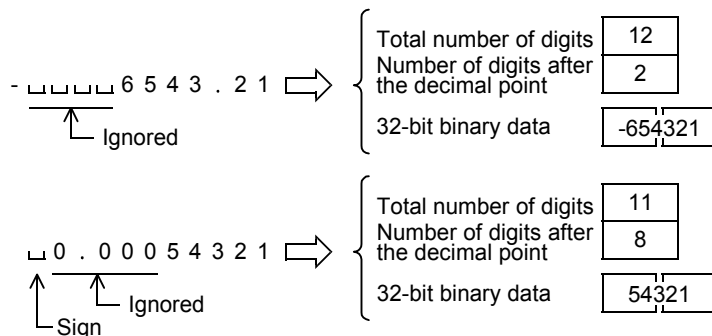 Total number of digits 12
Number of digits after
the decimal point 2
- ␣␣␣␣6543.21
32-bit binary data -654321
Ignored
Total number of digits 11
Number of digits after
the decimal point 8
␣0.00054321
32-bit binary data 54321
Ignored
Sign